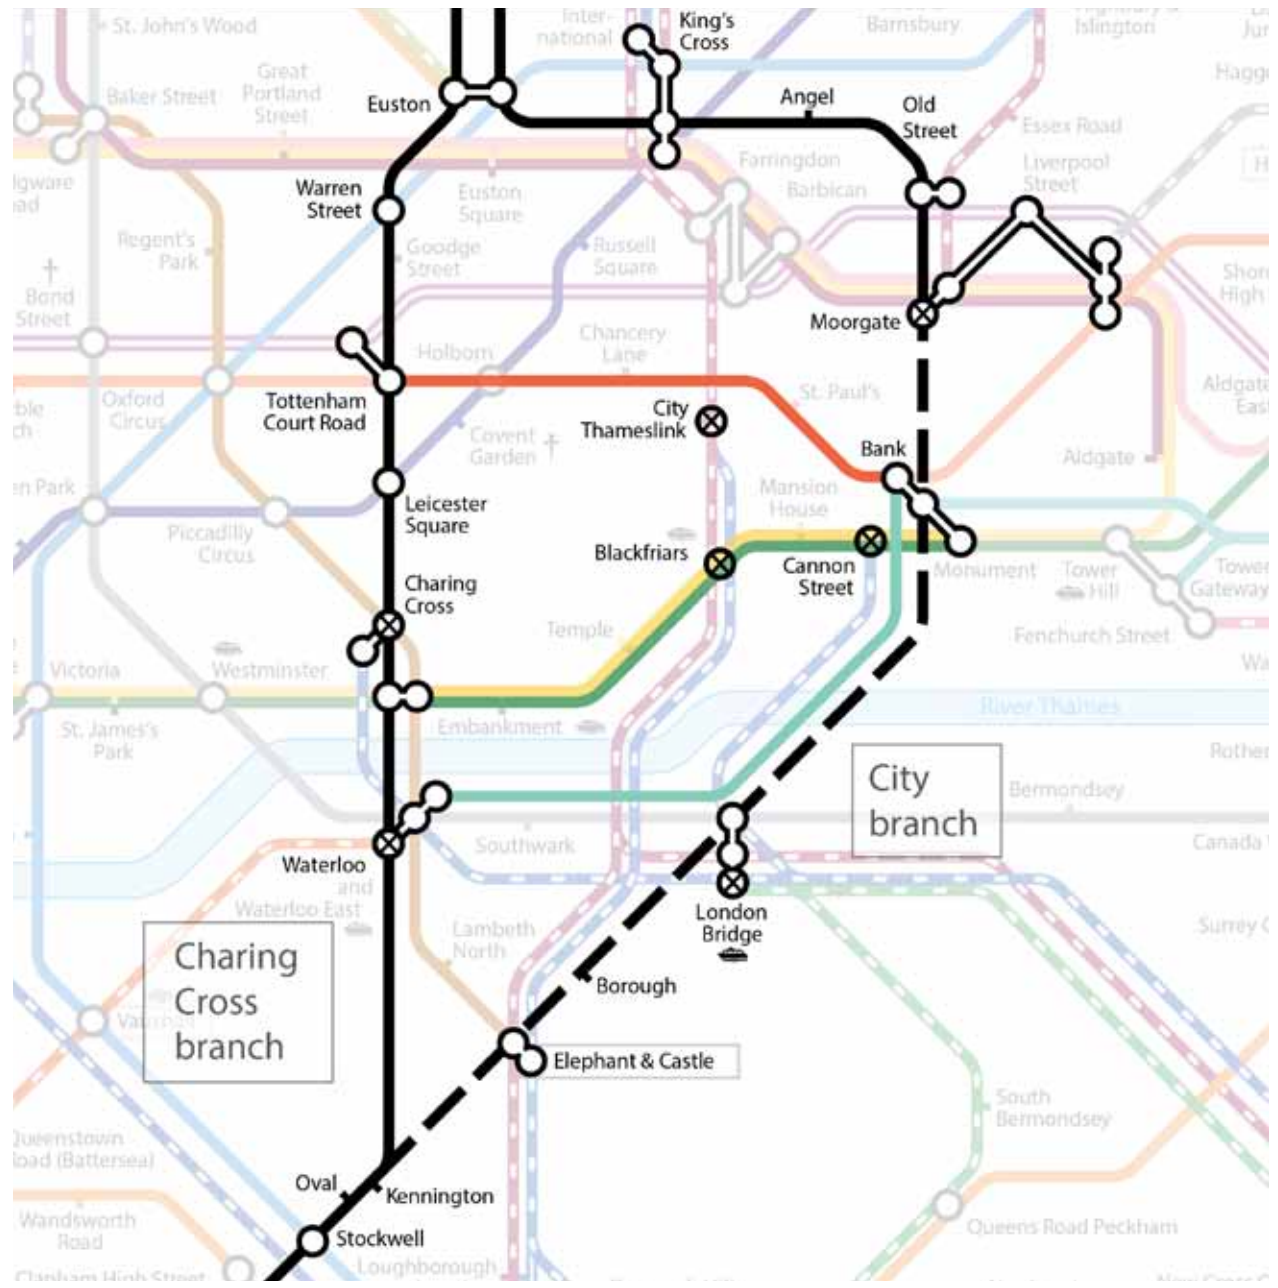 St. John's Wood
Inter-
national
King's
Cross
Barnsbury
Islington
Baker Street
Great
Portland
Street
Euston
Angel
Old
Street
Essex Road
Farringdon
Barbican
Liverpool
Street
Warren
Street
Euston
Square
Regent's
Park
Goodge
Street
Russell
Square
Bond
Street
Moorgate
Chancery
Lane
Holborn
Oxford
Circus
Tottenham
Court Road
City
Thameslink
St. Paul's
Aldgate
East
Bank
Covent
Garden
Aldgate
Leicester
Square
Piccadilly
Circus
Mansion
House
Blackfriars
Cannon
Street
Monument
Tower
Hill
Tower
Gateway
Charing
Cross
Temple
Fenchurch Street
Victoria
Westminster
St. James's
Park
Embankment
River Thames
City
branch
Bermondsey
Waterloo
and
Waterloo East
Southwark
London
Bridge
Charing
Cross
branch
Lambeth
North
Borough
Elephant & Castle
South
Bermondsey
Queenstown
Road (Battersea)
Oval
Kennington
Wandsworth
Road
Stockwell
Queens Road Peckham
Loughborough
Clapham High Street